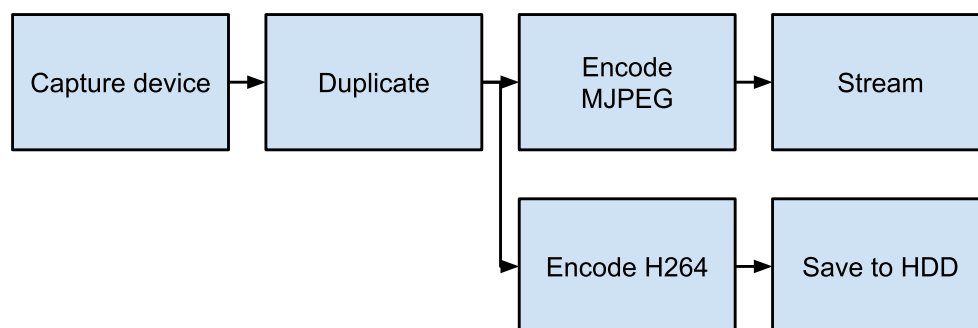 Capture device
Duplicate
Encode
MJPEG
Stream
Encode H264
Save to HDD